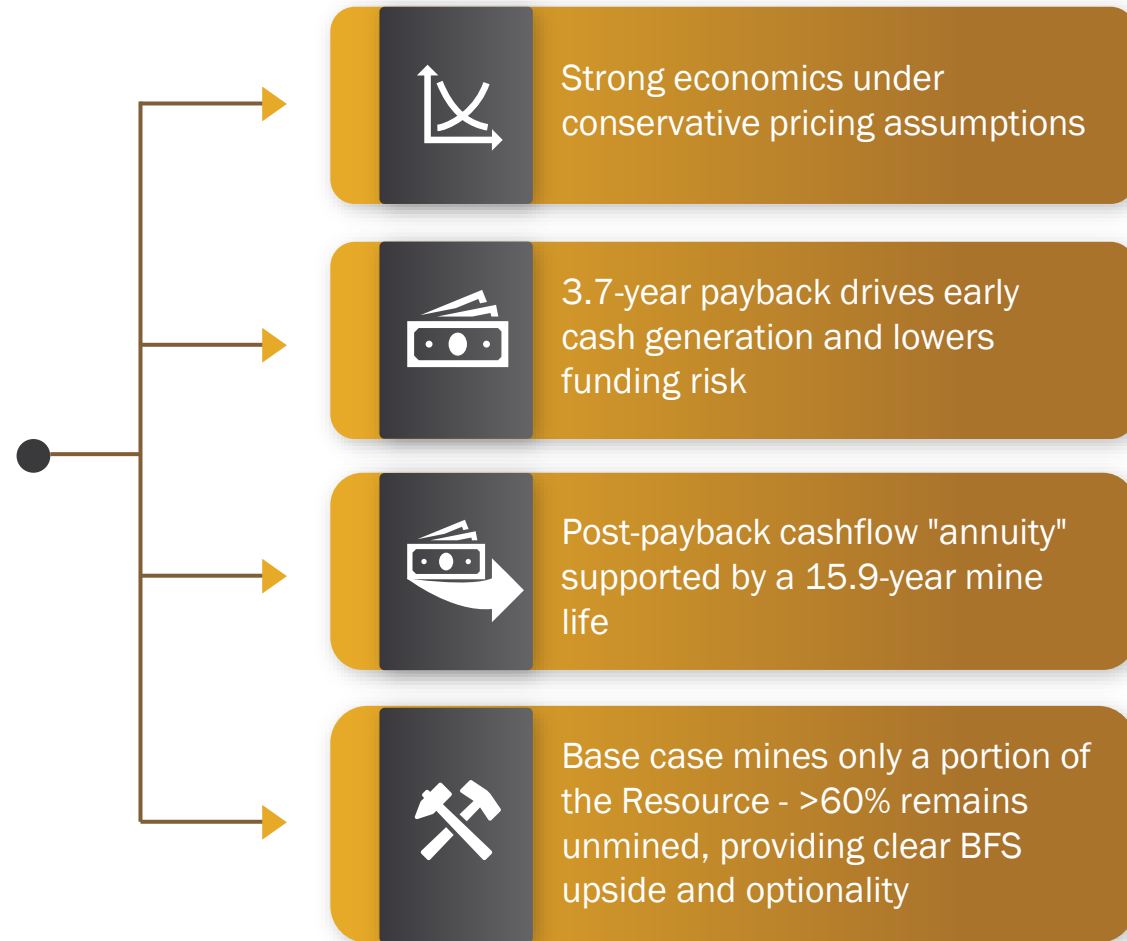 Strong economics under
conservative pricing assumptions
3.7-year payback drives early
cash generation and lowers
funding risk
Post-payback cashflow "annuity"
supported by a 15.9-year mine
life
Base case mines only a portion of
the Resource - >60% remains
unmined, providing clear BFS
upside and optionality